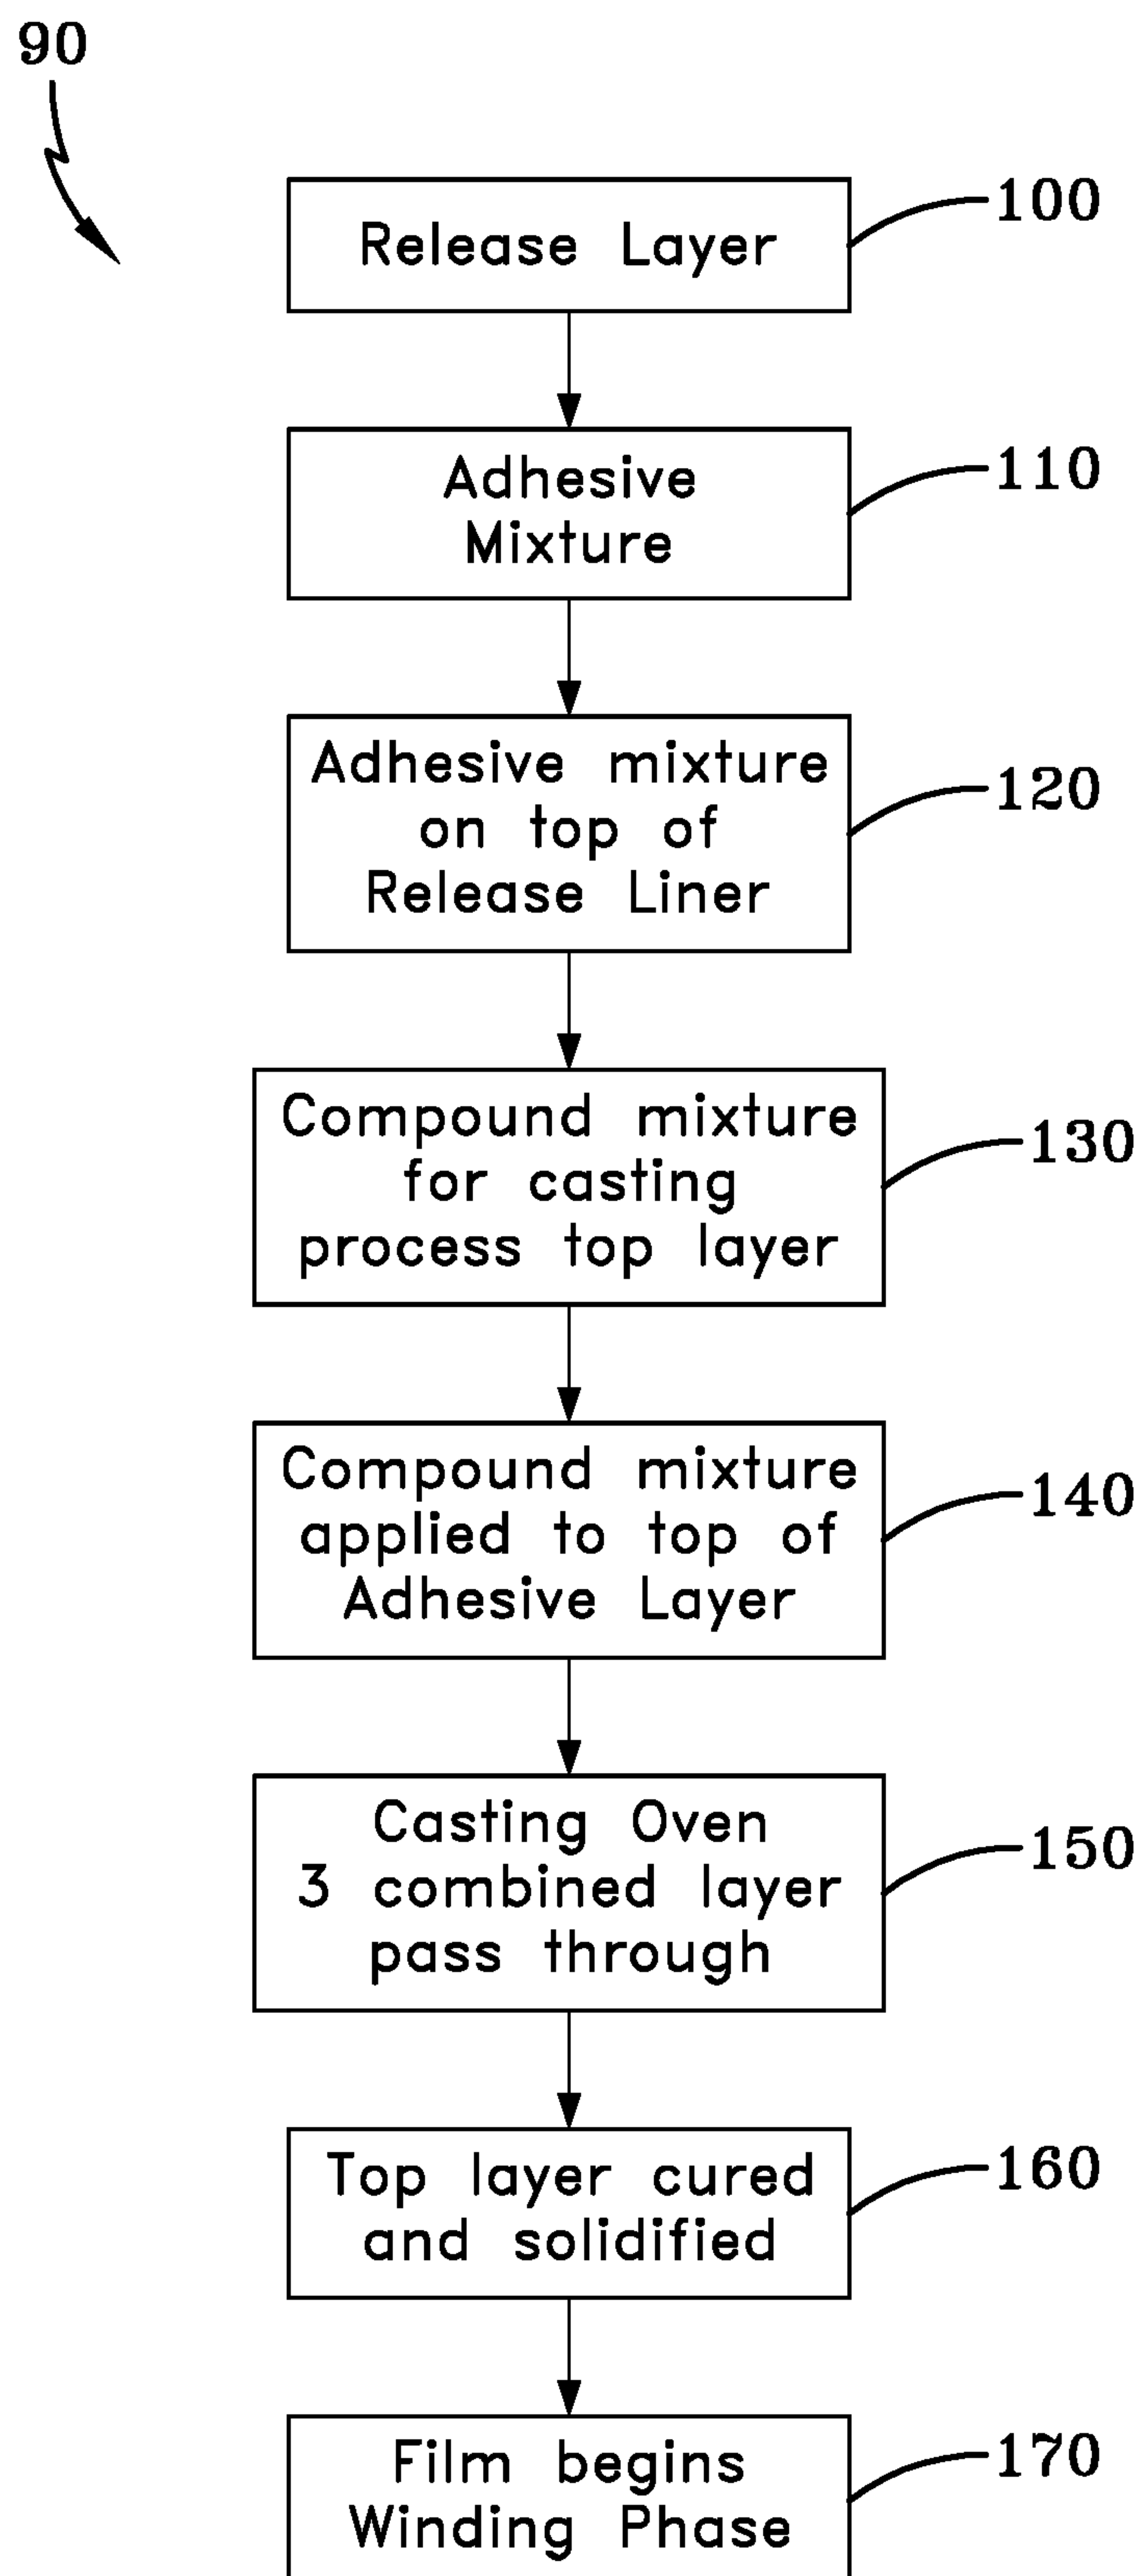 90
Release Layer
100
Adhesive
Mixture
110
Adhesive mixture
on top of
Release Liner
120
Compound mixture
for casting
process top layer
130
Compound mixture
applied to top of
Adhesive Layer
140
Casting Oven
3 combined layer
pass through
150
Top layer cured
and solidified
160
Film begins
Winding Phase
170